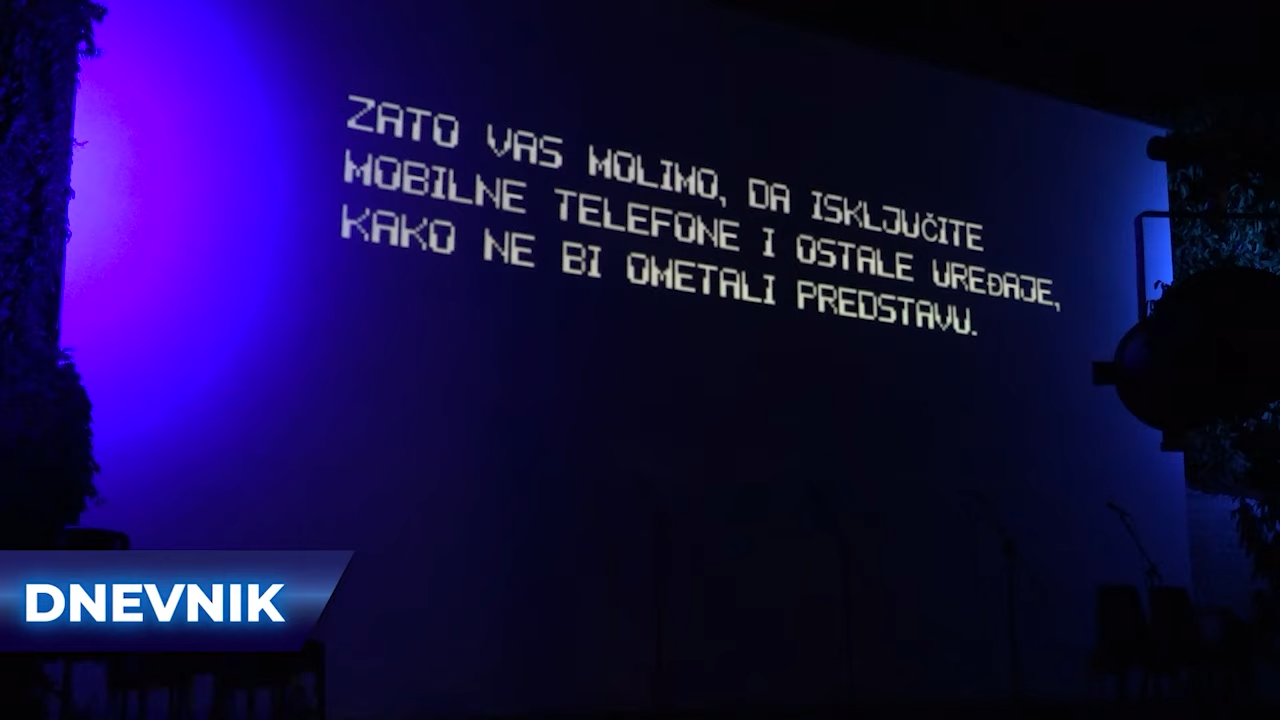 ZATO VAS MOLIMO, DA ISKLJUČITE
MOBILNE TELEFONE I OSTALE UREĐAJE,
KAKO NE BI OMETALI PREDSTAVU.
DNEVNIK